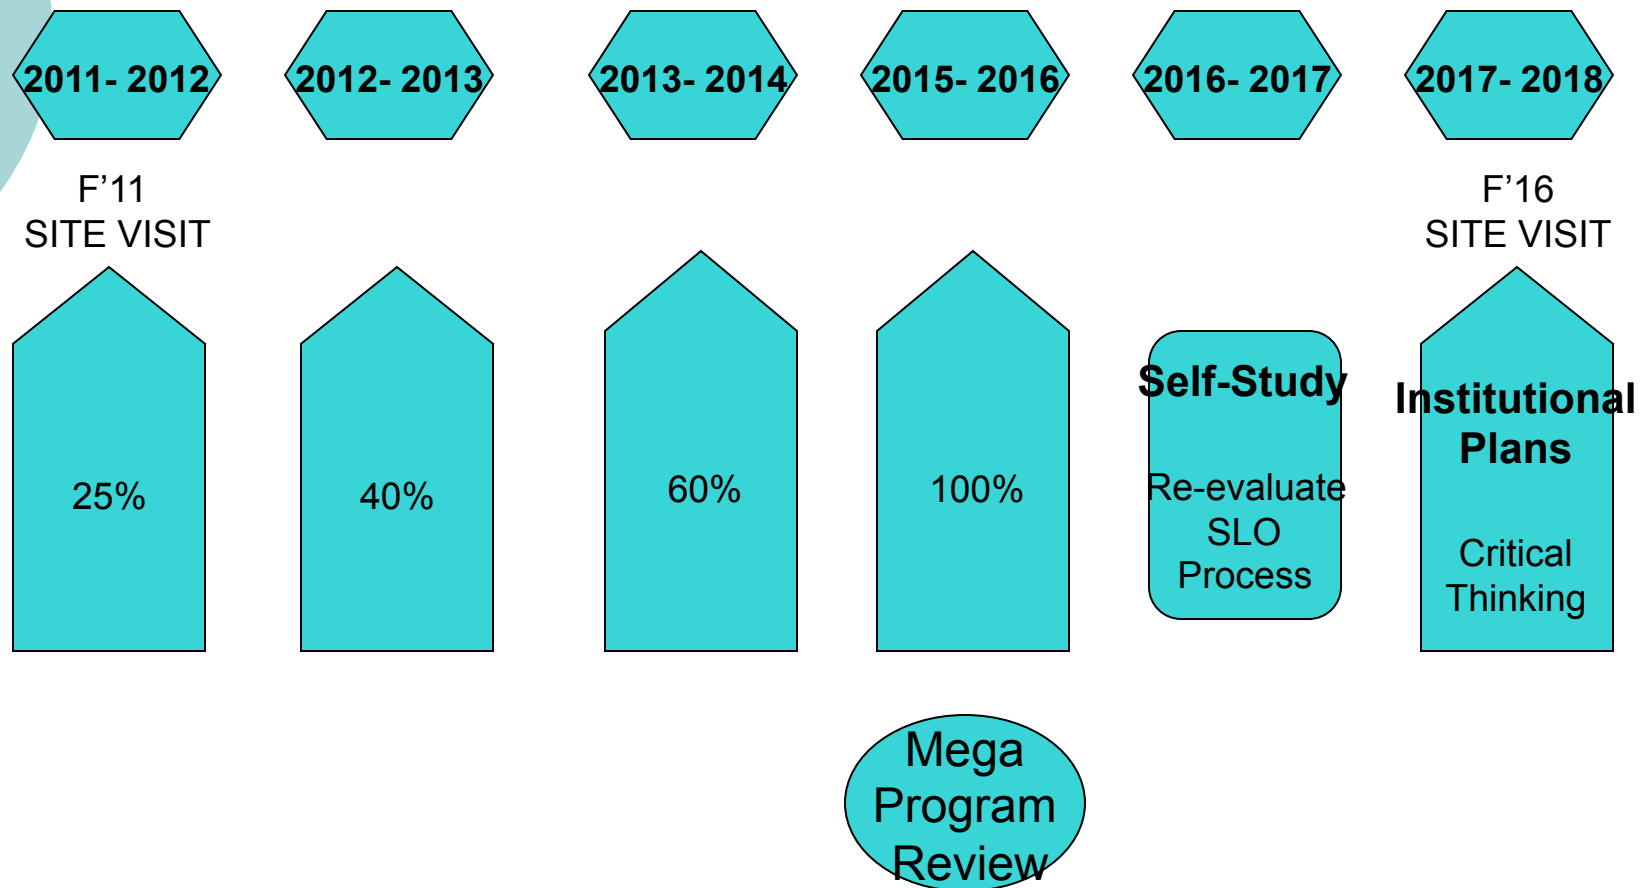 2011- 2012
2012- 2013
2013- 2014
2015- 2016
2016- 2017
2017- 2018
F’11
SITE VISIT
F’16
SITE VISIT
25%
40%
60%
100%
Self-Study
Re-evaluate
SLO
Process
Institutional
Plans
Critical
Thinking
Mega
Program
Review